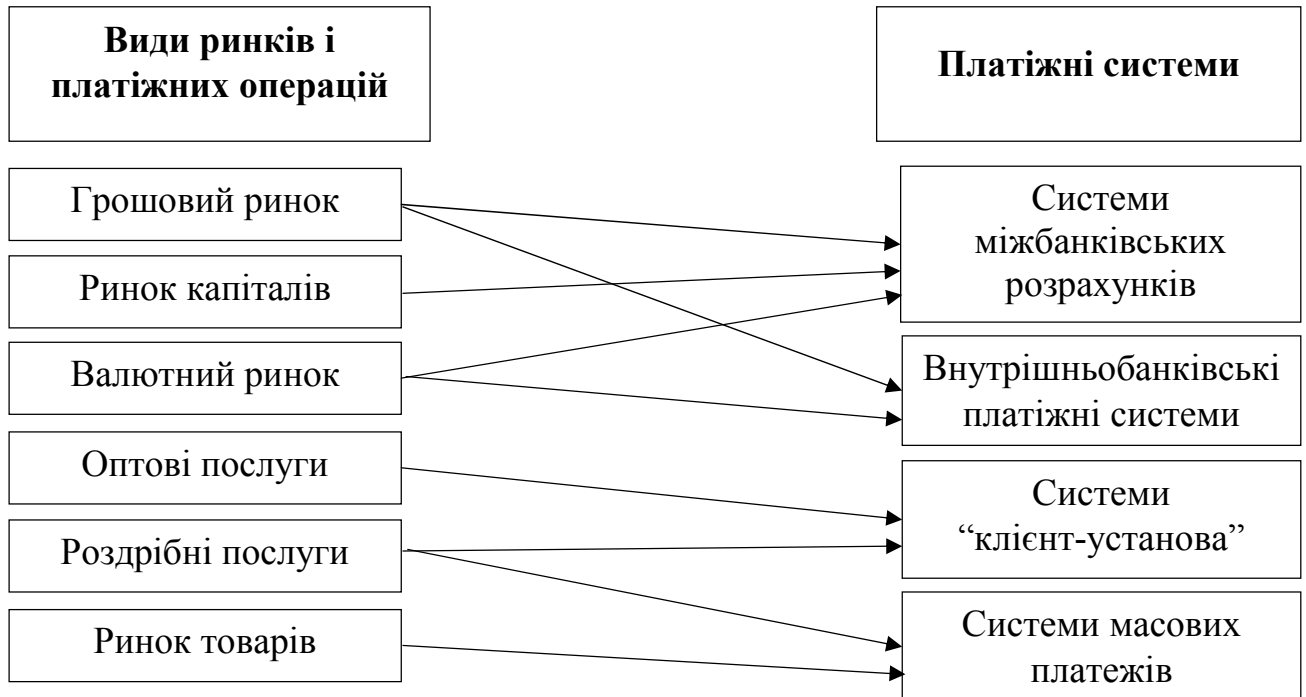 Види ринків і
платіжних операцій
Платіжні системи
Грошовий ринок
Ринок капіталів
Валютний ринок
Оптові послуги
Роздрібні послуги
Ринок товарів
Системи
міжбанківських
розрахунків
Внутрішньобанківські
платіжні системи
Системи
“клієнт-установа”
Системи масових
платежів